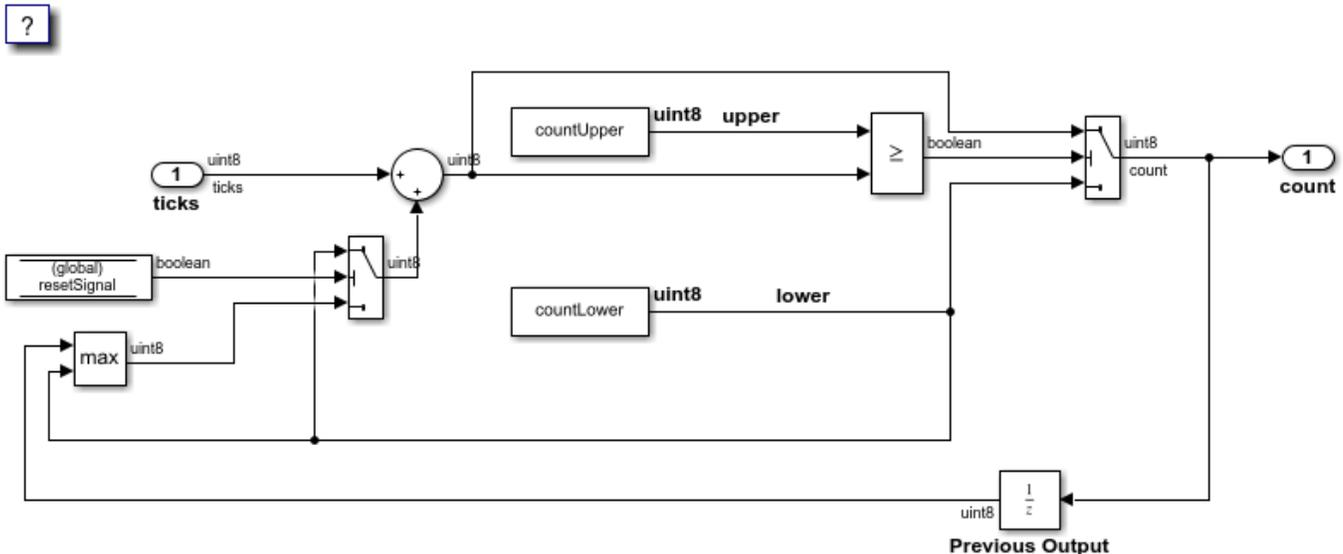 ?
countUpper
uint8 upper
uint8
1
ticks
ticks
+
+
uint8
≥
boolean
uint8
count
1
count
(global)
resetSignal
boolean
uint8
countLower
uint8 lower
max
uint8
1
z
uint8
Previous Output